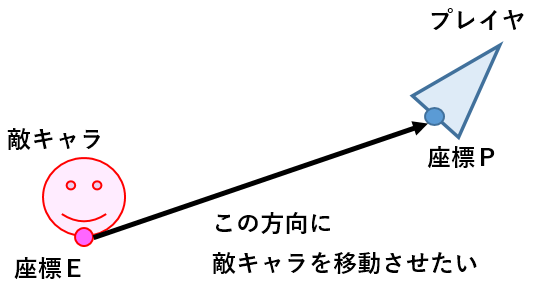 プレイヤ
敵キャラ
座標P
この方向に
敵キャラを移動させたい
座標E